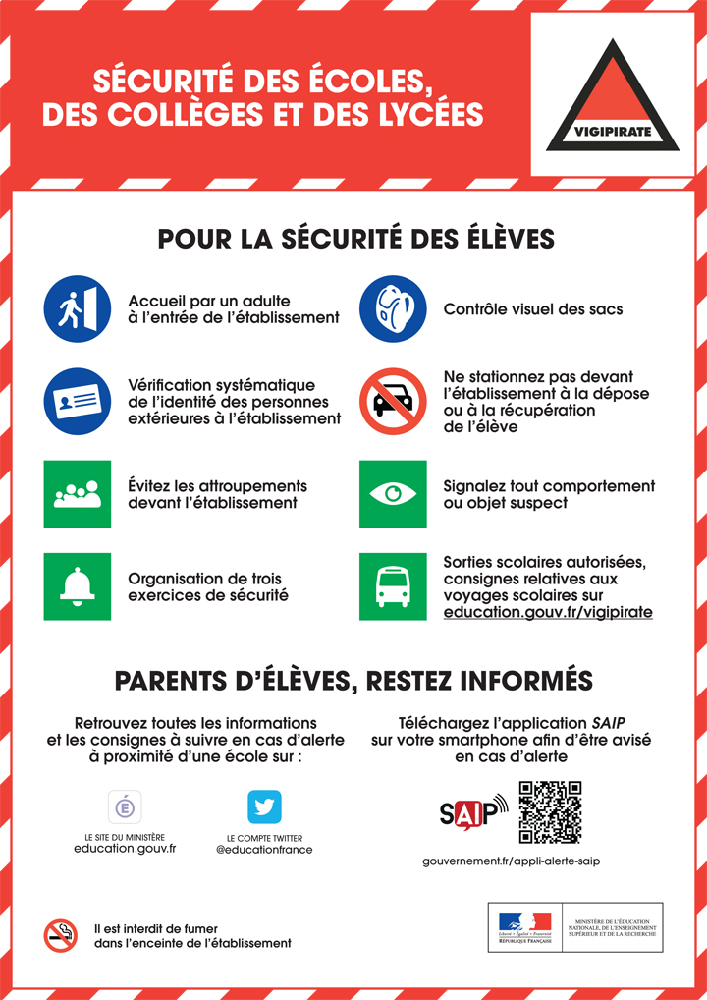 SÉCURITÉ DES ÉCOLES,
DES COLLÈGES ET DES LYCÉES
VIGIPIRATE
POUR LA SÉCURITÉ DES ÉLÈVES
Accueil par un adulte
à l’entrée de l’établissement
Contrôle visuel des sacs
Vérification systématique
de l’identité des personnes
extérieures à l’établissement
Ne stationnez pas devant
l’établissement à la dépose
ou à la récupération
de l’élève
Évitez les attroupements
devant l’établissement
Signalez tout comportement
ou objet suspect
Organisation de trois
exercices de sécurité
Sorties scolaires autorisées,
consignes relatives aux
voyages scolaires sur
education.gouv.fr/vigipirate
PARENTS D’ÉLÈVES, RESTEZ INFORMÉS
Retrouvez toutes les informations
et les consignes à suivre en cas d’alerte
à proximité d’une école sur :
É
LE SITE DU MINISTÈRE
education.gouv.fr
LE COMPTE TWITTER
@educationfrance
Téléchargez l’application SAIP
sur votre smartphone afin d’être avisé
en cas d’alerte
SAIP
gouvernement.fr/appli-alerte-saip
Il est interdit de fumer
dans l’enceinte de l’établissement
Liberté • Égalité • Fraternité
RÉPUBLIQUE FRANÇAISE
MINISTÈRE DE L’ÉDUCATION
NATIONALE, DE L’ENSEIGNEMENT
SUPÉRIEUR ET DE LA RECHERCHE